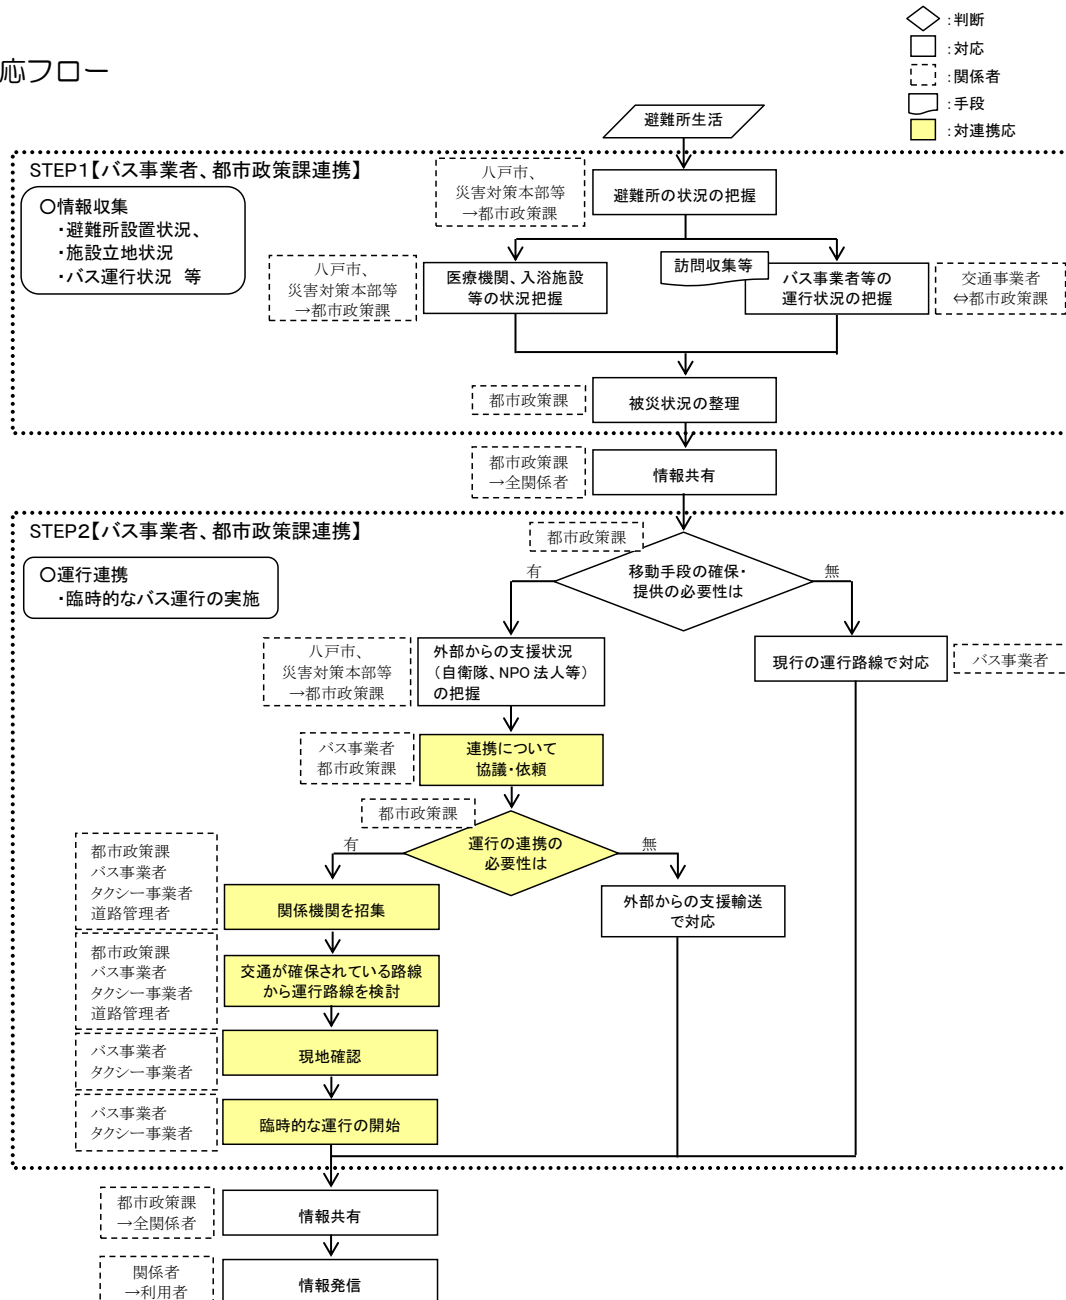 応フロー
：判断
：対応
：関係者
：手段
：対連携応
避難所生活
STEP1【バス事業者、都市政策課連携】
○情報収集
・避難所設置状況、
・施設立地状況
・バス運行状況 等
八戸市、
災害対策本部等
→都市政策課
避難所の状況の把握
八戸市、
災害対策本部等
→都市政策課
医療機関、入浴施設
等の状況把握
訪問収集等
バス事業者等の
運行状況の把握
交通事業者
⇔都市政策課
都市政策課
被災状況の整理
都市政策課
→全関係者
情報共有
STEP2【バス事業者、都市政策課連携】
○運行連携
・臨時的なバス運行の実施
都市政策課
移動手段の確保・
提供の必要性は
有
無
八戸市、
災害対策本部等
→都市政策課
外部からの支援状況
（自衛隊、NPO法人等）
の把握
現行の運行路線で対応
バス事業者
バス事業者
都市政策課
連携について
協議・依頼
都市政策課
運行の連携の
必要性は
有
無
都市政策課
バス事業者
タクシー事業者
道路管理者
関係機関を招集
外部からの支援輸送
で対応
都市政策課
バス事業者
タクシー事業者
道路管理者
交通が確保されている路線
から運行路線を検討
バス事業者
タクシー事業者
現地確認
バス事業者
タクシー事業者
臨時的な運行の開始
都市政策課
→全関係者
情報共有
関係者
→利用者
情報発信